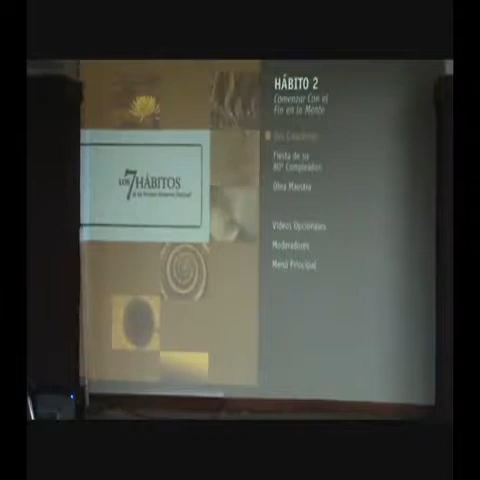 LOS 7 HÁBITOS
HÁBITO 2
Comenzar Con el
Fin en la Mente
Fiesta de su
80º Cumpleaños
Obra Maestra
Videos Opcionales
Moderadores
Menú Principal